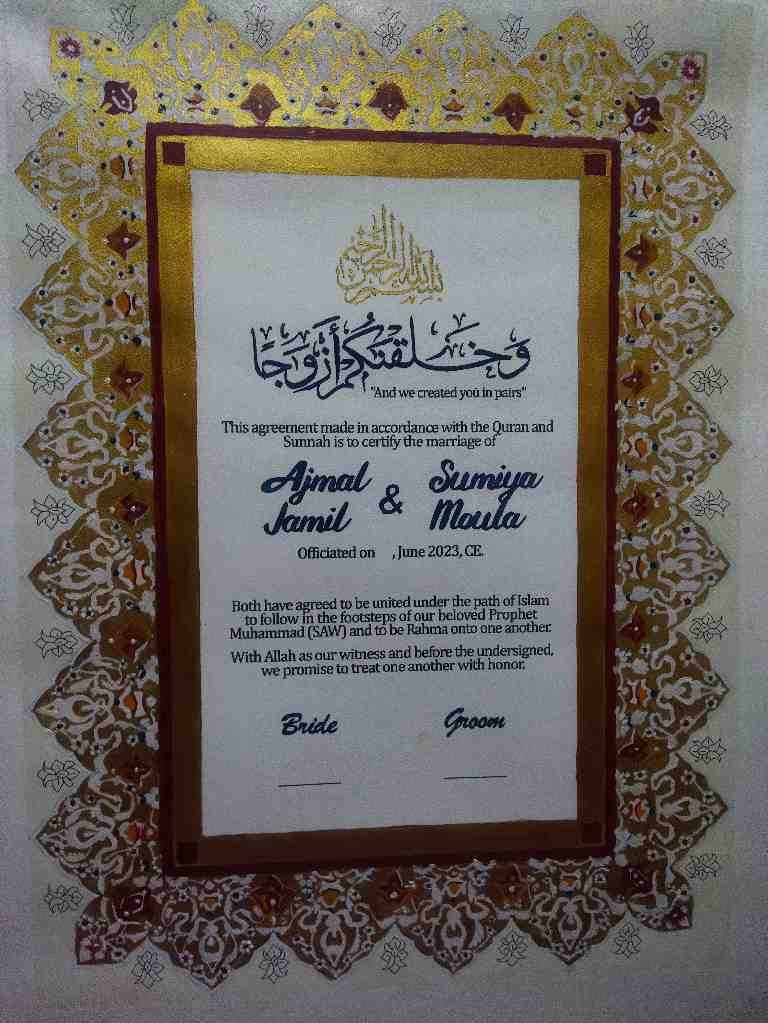 بسم الله الرحمن الرحيم
وَخَلَقْنَكُمْ أَزْوَجًا
"And we created you in pairs"
This agreement made in accordance with the Quran and
Sunnah is to certify the marriage of
Ajmal & Sumiya
Jamil Moula
Officiated on , June 2023, CE.
Both have agreed to be united under the path of Islam
to follow in the footsteps of our beloved Prophet
Muhammad (SAW) and to be Rahma onto one another.
With Allah as our witness and before the undersigned,
we promise to treat one another with honor.
Bride Groom